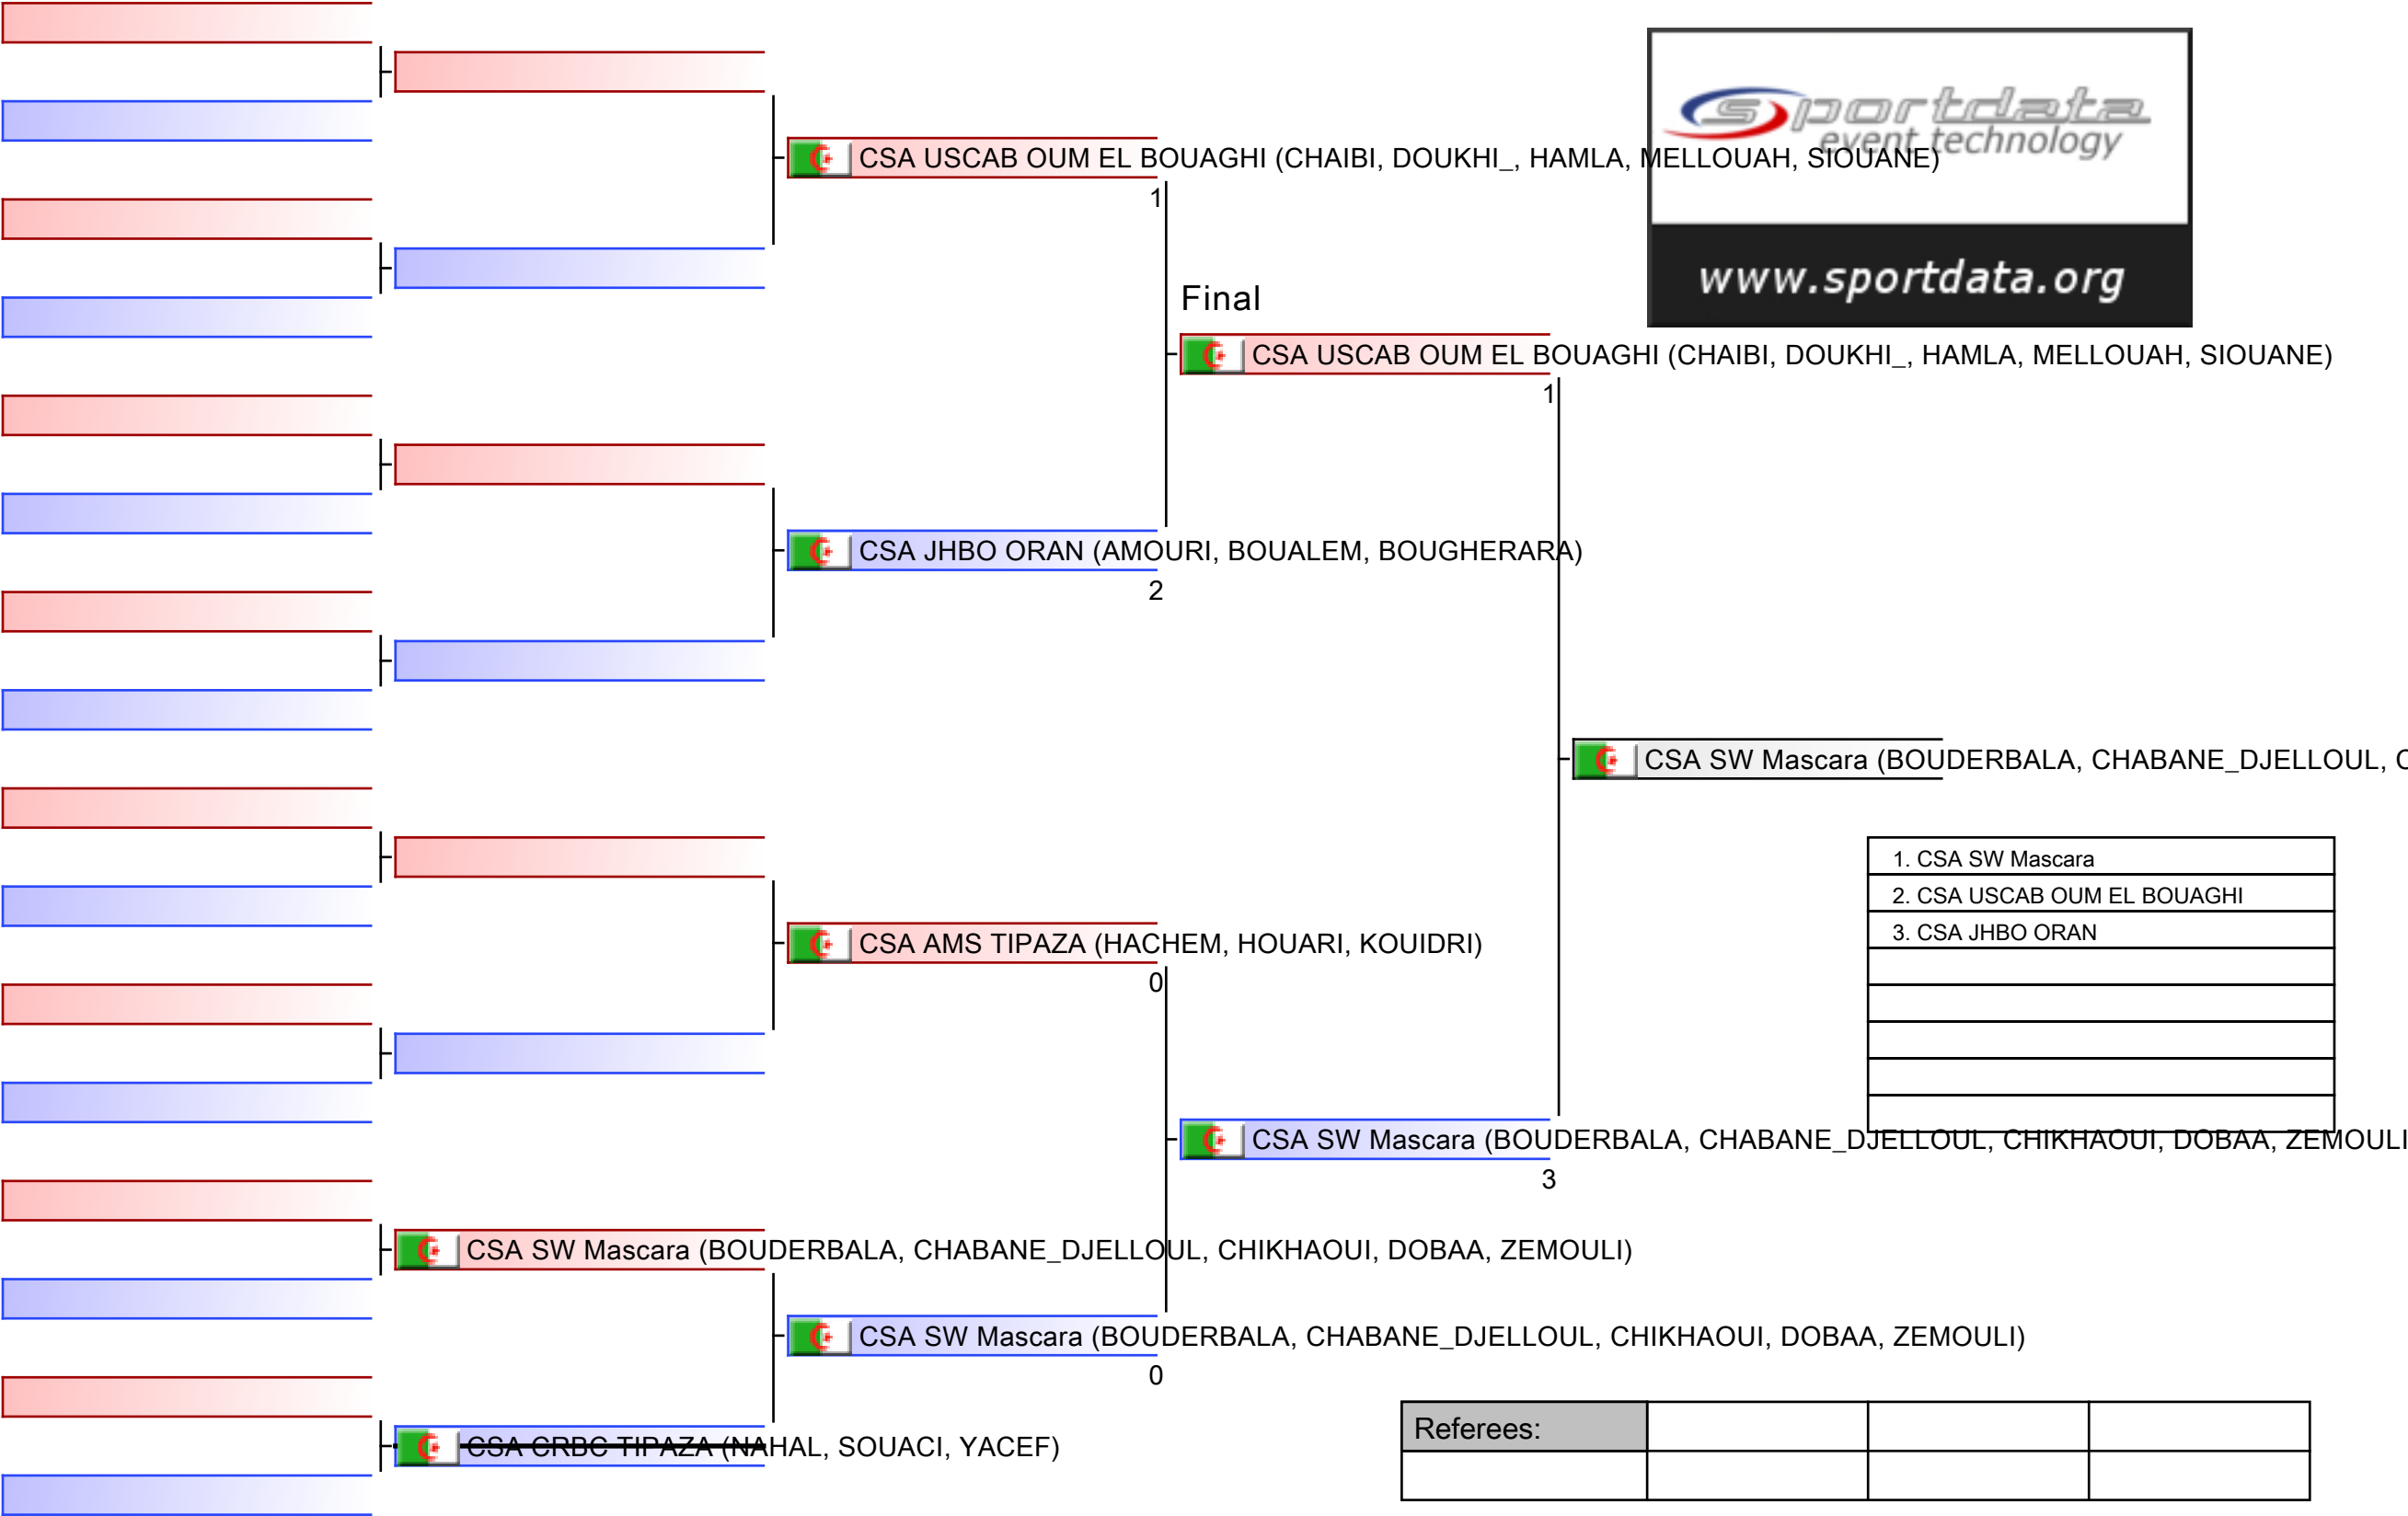 sportdata
event technology
www.sportdata.org
CSA USCAB OUM EL BOUAGHI (CHAIBI, DOUKHI_, HAMLA, MELLOUAH, SIOUANE)
1
Final
CSA USCAB OUM EL BOUAGHI (CHAIBI, DOUKHI_, HAMLA, MELLOUAH, SIOUANE)
1
CSA JHBO ORAN (AMOURI, BOUALEM, BOUGHERARA)
2
CSA SW Mascara (BOUDERBALA, CHABANE_DJELLOUL, C
1. CSA SW Mascara
2. CSA USCAB OUM EL BOUAGHI
3. CSA JHBO ORAN
CSA AMS TIPAZA (HACHEM, HOUARI, KOUIDRI)
0
CSA SW Mascara (BOUDERBALA, CHABANE_DJELLOUL, CHIKHAOUI, DOBAA, ZEMOULI
3
CSA SW Mascara (BOUDERBALA, CHABANE_DJELLOUL, CHIKHAOUI, DOBAA, ZEMOULI)
CSA SW Mascara (BOUDERBALA, CHABANE_DJELLOUL, CHIKHAOUI, DOBAA, ZEMOULI)
0
Referees:
CSA CRBC TIPAZA (NAHAL, SOUACI, YACEF)